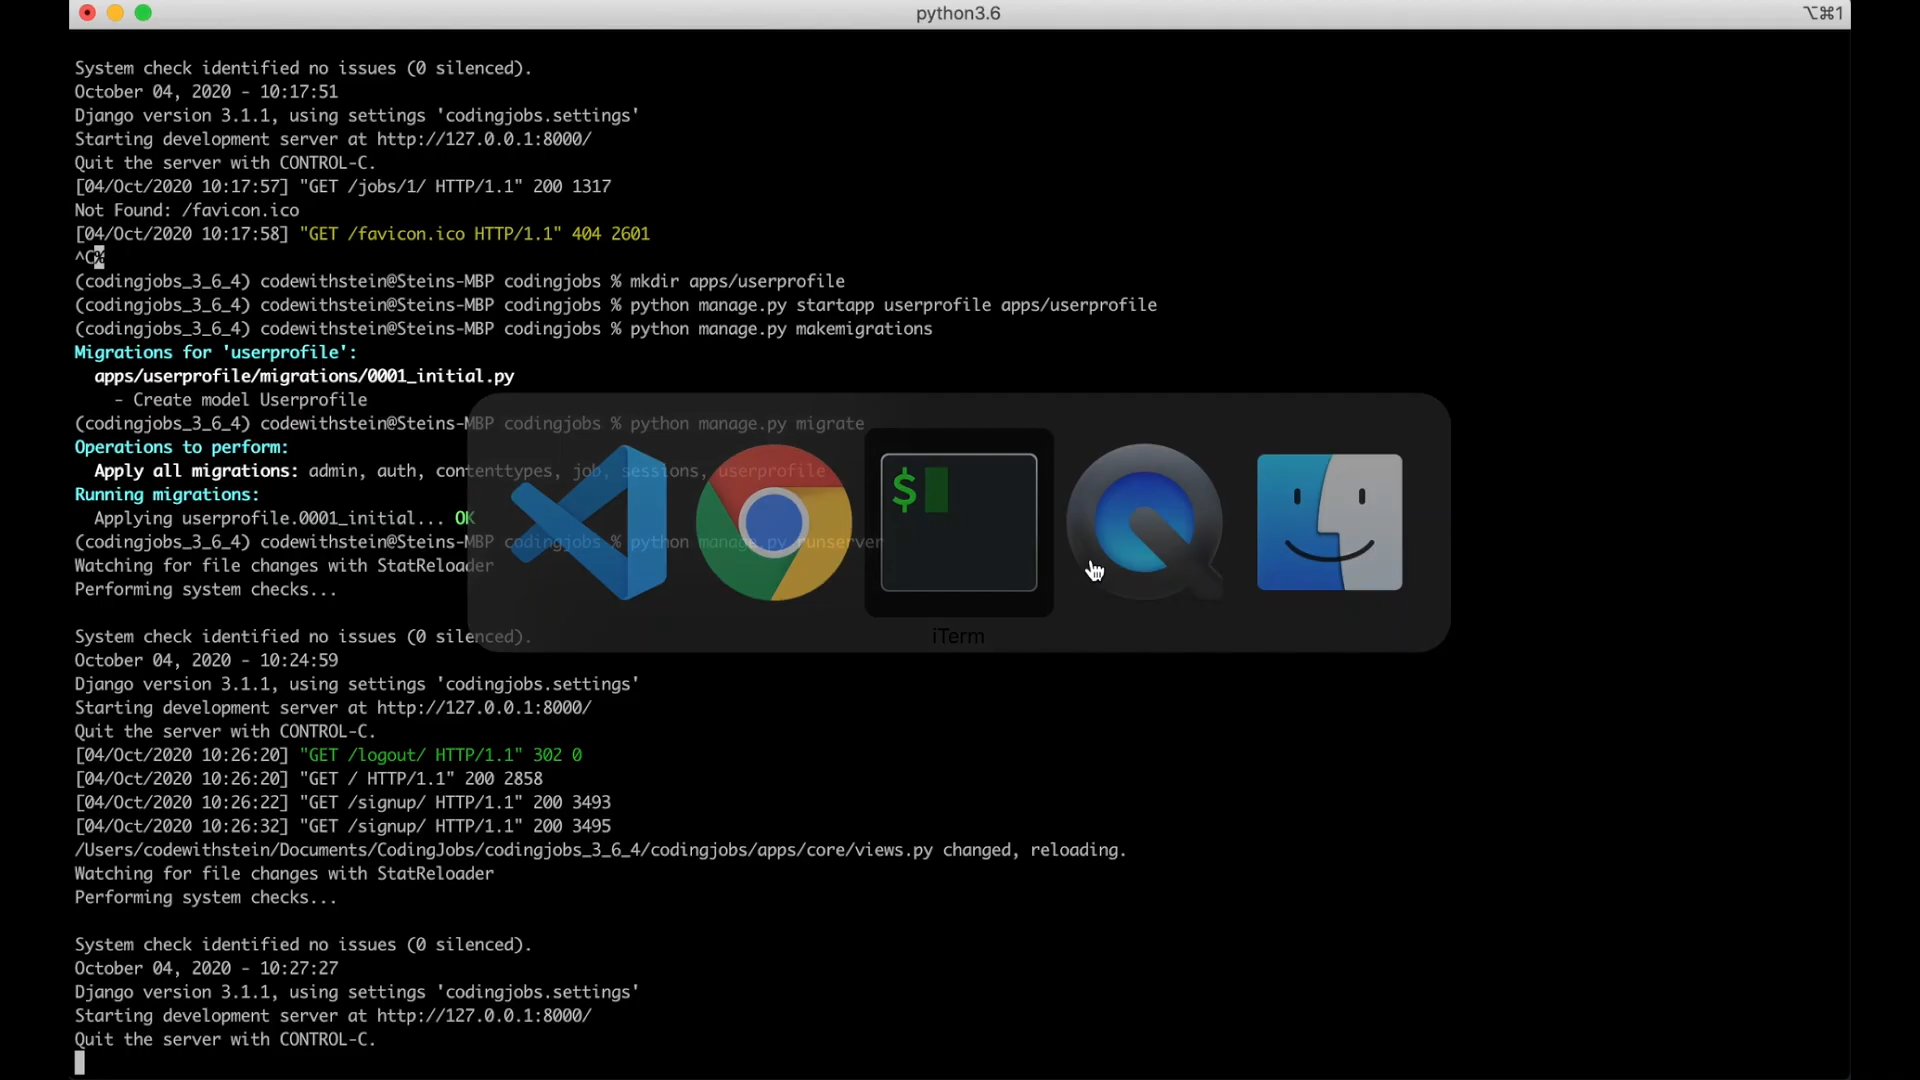 python3.6
⌥⌘1
System check identified no issues (0 silenced).
October 04, 2020 - 10:17:51
Django version 3.1.1, using settings 'codingjobs.settings'
Starting development server at http://127.0.0.1:8000/
Quit the server with CONTROL-C.
[04/Oct/2020 10:17:57] "GET /jobs/1/ HTTP/1.1" 200 1317
Not Found: /favicon.ico
[04/Oct/2020 10:17:58] "GET /favicon.ico HTTP/1.1" 404 2601
^C%
(codingjobs_3_6_4) codewithstein@Steins-MBP codingjobs % mkdir apps/userprofile
(codingjobs_3_6_4) codewithstein@Steins-MBP codingjobs % python manage.py startapp userprofile apps/userprofile
(codingjobs_3_6_4) codewithstein@Steins-MBP codingjobs % python manage.py makemigrations
Migrations for 'userprofile':
apps/userprofile/migrations/0001_initial.py
- Create model Userprofile
(codingjobs_3_6_4) codewithstein@Steins-MBP codingjobs % python manage.py migrate
Operations to perform:
Apply all migrations: admin, auth, contenttypes, job, sessions, userprofile
Running migrations:
Applying userprofile.0001_initial... OK
(codingjobs_3_6_4) codewithstein@Steins-MBP codingjobs % python manage.py runserver
Watching for file changes with StatReloader
Performing system checks...
$
System check identified no issues (0 silenced).
iTerm
October 04, 2020 - 10:24:59
Django version 3.1.1, using settings 'codingjobs.settings'
Starting development server at http://127.0.0.1:8000/
Quit the server with CONTROL-C.
[04/Oct/2020 10:26:20] "GET /logout/ HTTP/1.1" 302 0
[04/Oct/2020 10:26:20] "GET / HTTP/1.1" 200 2858
[04/Oct/2020 10:26:22] "GET /signup/ HTTP/1.1" 200 3493
[04/Oct/2020 10:26:32] "GET /signup/ HTTP/1.1" 200 3495
/Users/codewithstein/Documents/CodingJobs/codingjobs_3_6_4/codingjobs/apps/core/views.py changed, reloading.
Watching for file changes with StatReloader
Performing system checks...
System check identified no issues (0 silenced).
October 04, 2020 - 10:27:27
Django version 3.1.1, using settings 'codingjobs.settings'
Starting development server at http://127.0.0.1:8000/
Quit the server with CONTROL-C.